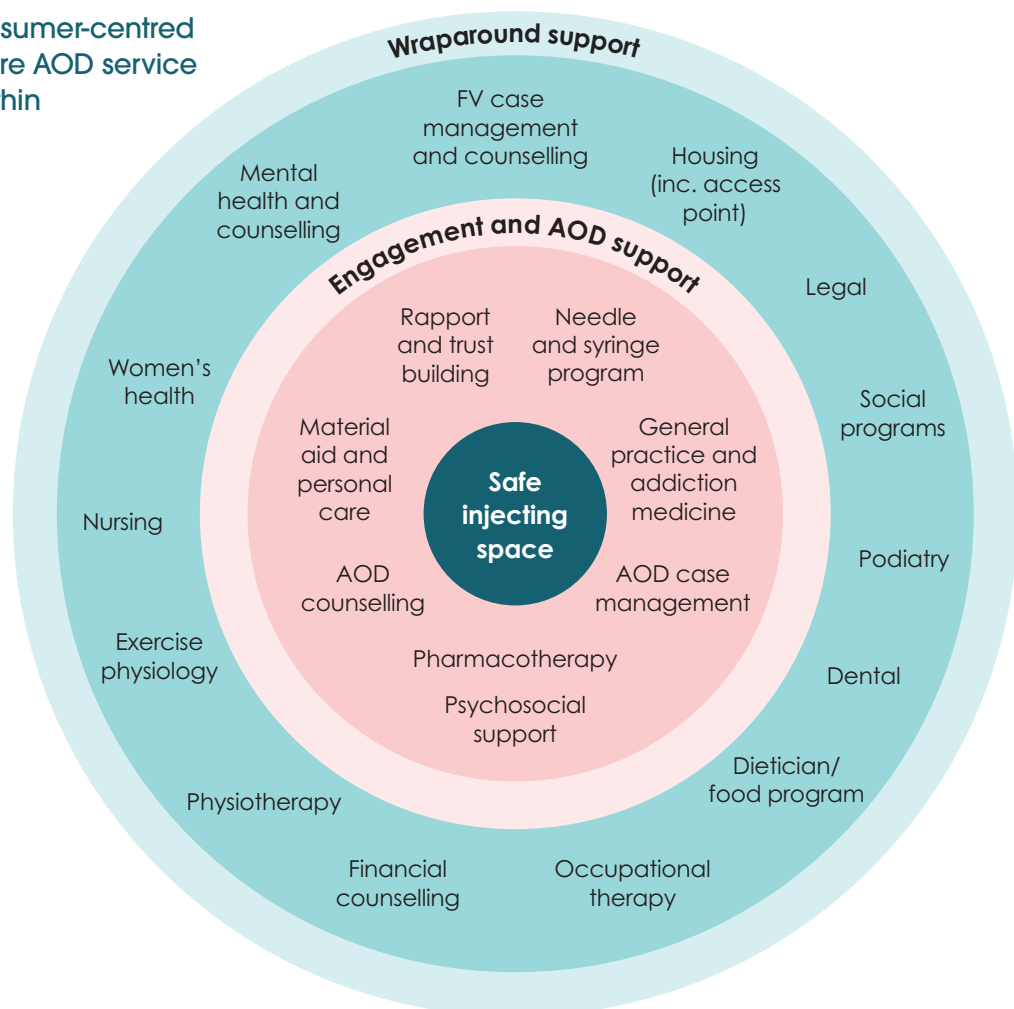 sumer-centred
re AOD service
hin
Wraparound support
FV case
management
and counselling
Housing
(inc. access
point)
Mental
health and
counselling
Legal
Women’s
health
Social
programs
Nursing
Podiatry
Exercise
physiology
Dental
Physiotherapy
Dietician/
food program
Financial
counselling
Occupational
therapy
Engagement and AOD support
Rapport
and trust
building
Needle
and syringe
program
Material
aid and
personal
care
General
practice and
addiction
medicine
AOD
counselling
AOD case
management
Pharmacotherapy
Psychosocial
support
Safe
injecting
space